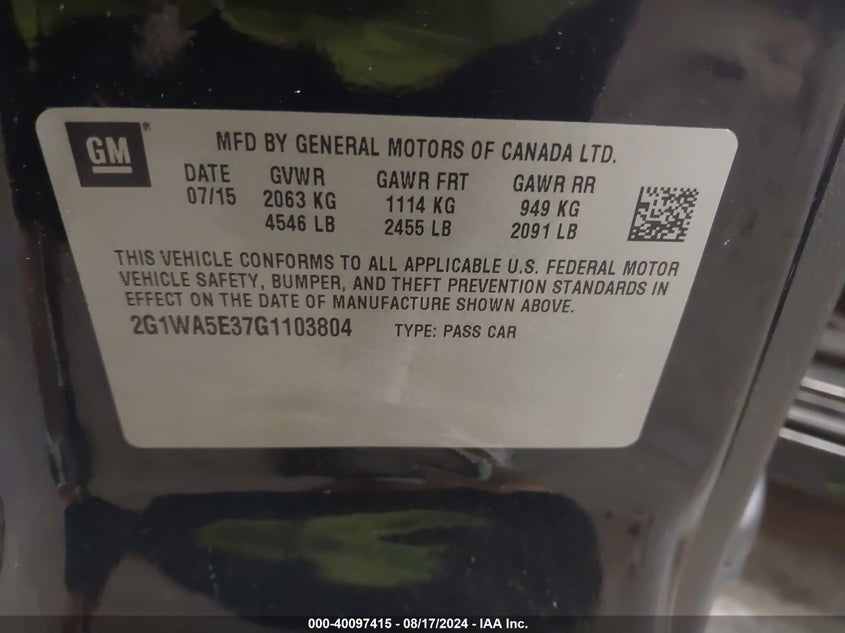 GM ®
MFD BY GENERAL MOTORS OF CANADA LTD.
DATE GVWR GAWR FRT GAWR RR
07/15 2063 KG 1114 KG 949 KG
4546 LB 2455 LB 2091 LB
THIS VEHICLE CONFORMS TO ALL APPLICABLE U.S. FEDERAL MOTOR
VEHICLE SAFETY, BUMPER, AND THEFT PREVENTION STANDARDS IN
EFFECT ON THE DATE OF MANUFACTURE SHOWN ABOVE.
2G1WA5E37G1103804 TYPE: PASS CAR
000-40097415 - 08/17/2024 - IAA Inc.